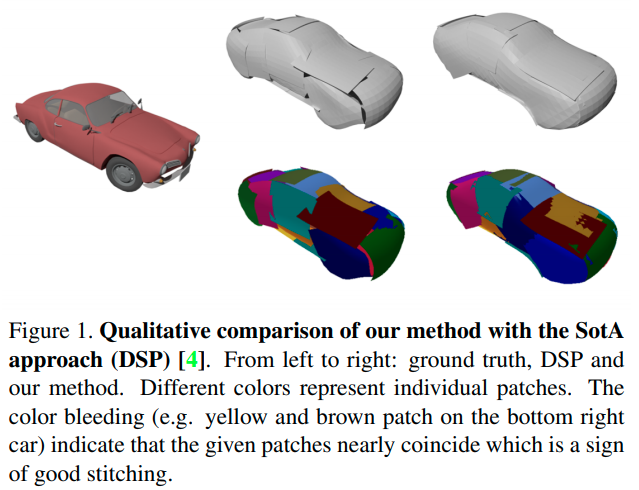 Figure 1. Qualitative comparison of our method with the SotA
approach (DSP) [4]. From left to right: ground truth, DSP and
our method. Different colors represent individual patches. The
color bleeding (e.g. yellow and brown patch on the bottom right
car) indicate that the given patches nearly coincide which is a sign
of good stitching.